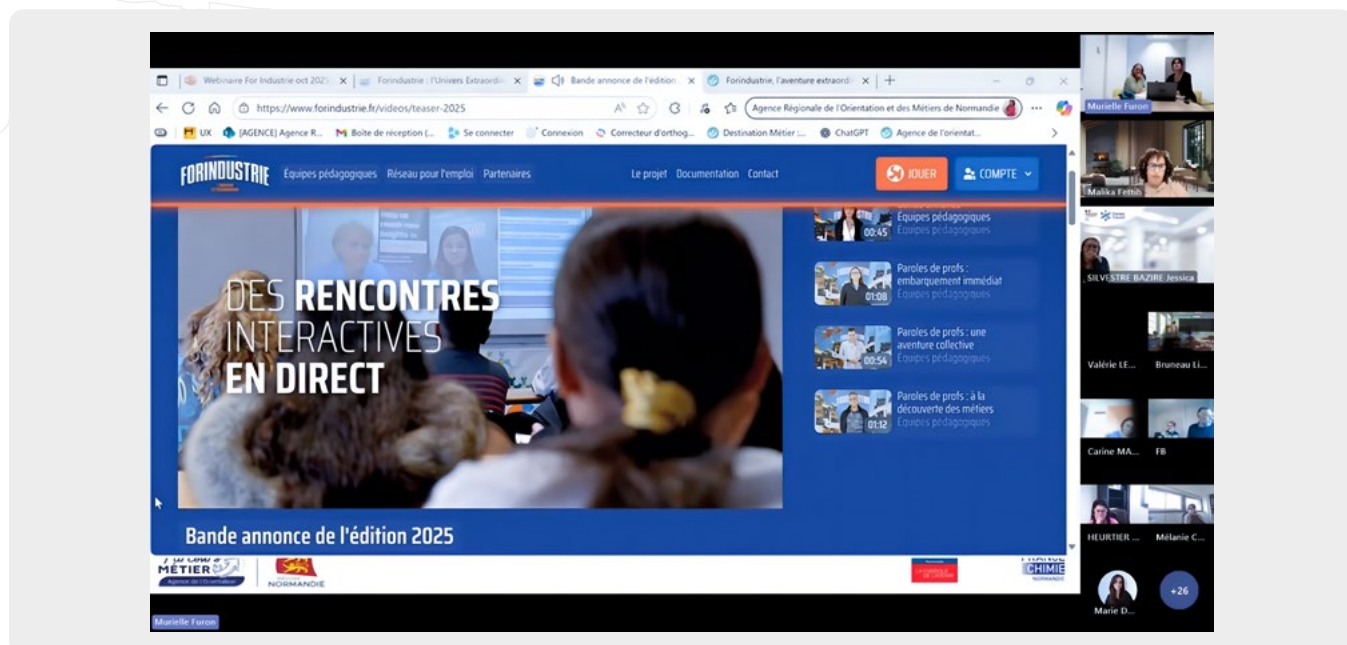 Webinaire For Industrie oct 202
Forindustrie : l'Univers Extraordi
Bande annonce de l'édition
Forindustrie, l'aventure extraord
https://www.forindustrie.fr/videos/teaser-2025
Agence Régionale de l'Orientation et des Métiers de Normandie
UX
[AGENCE] Agence R...
Boîte de réception (...
Se connecter
Connexion
Correcteur d'orthog...
Destination Métier :...
ChatGPT
Agence de l'orientat...
FORINDUSTRIE
Équipes pédagogiques
Réseau pour l'emploi
Partenaires
Le projet
Documentation
Contact
JOUER
COMPTE
DES RENCONTRES
INTERACTIVES
EN DIRECT
Équipes pédagogiques
Équipes pédagogiques
00:45
Paroles de profs :
embarquement immédiat
Équipes pédagogiques
01:08
Paroles de profs : une
aventure collective
Équipes pédagogiques
00:54
Paroles de profs : à la
découverte des métiers
Équipes pédagogiques
01:12
Bande annonce de l'édition 2025
MÉTIER
NORMANDIE
FRANCE
CHIMIE
NORMANDIE
Murielle Furon
Murielle Furon
Malika Fettih
SILVESTRE BAZIRE Jessica
Valérie LE...
Bruneau Li...
Carine MA...
FB
HEURTIER ...
Mélanie C...
Marie D...
+26